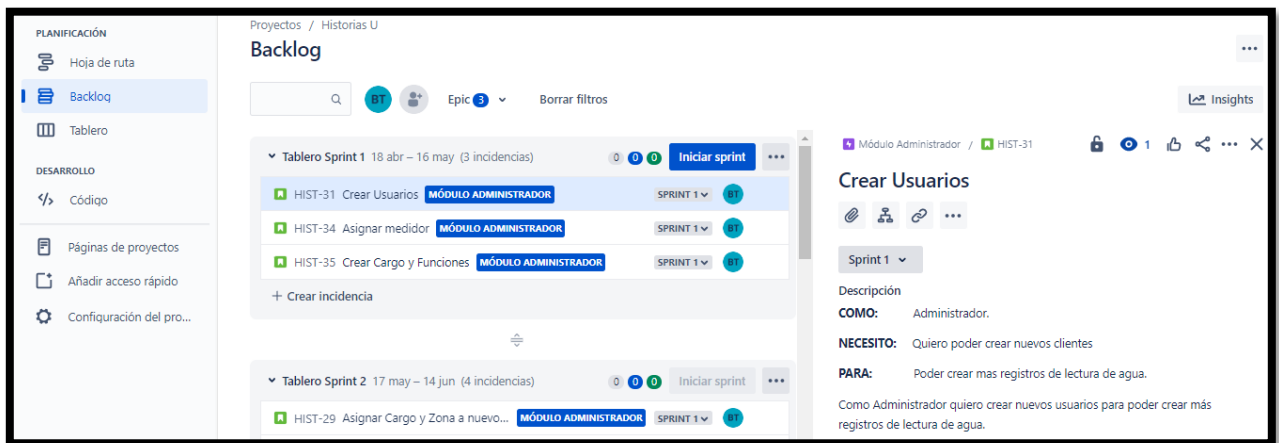 PLANIFICACIÓN
Hoja de ruta
Backlog
Tablero
DESARROLLO
Código
Páginas de proyectos
Añadir acceso rápido
Configuración del pro...
Proyectos / Historias U
Backlog
BT Epic 3 Borrar filtros
Insights
Tablero Sprint 1 18 abr – 16 may (3 incidencias) 0 0 0 Iniciar sprint
HIST-31 Crear Usuarios MÓDULO ADMINISTRADOR SPRINT 1 BT
HIST-34 Asignar medidor MÓDULO ADMINISTRADOR SPRINT 1 BT
HIST-35 Crear Cargo y Funciones MÓDULO ADMINISTRADOR SPRINT 1 BT
+ Crear incidencia
Tablero Sprint 2 17 may – 14 jun (4 incidencias) 0 0 0 Iniciar sprint
HIST-29 Asignar Cargo y Zona a nuevo... MÓDULO ADMINISTRADOR SPRINT 1 BT
Módulo Administrador / HIST-31 1
Crear Usuarios
Sprint 1
Descripción
COMO: Administrador.
NECESITO: Quiero poder crear nuevos clientes
PARA: Poder crear mas registros de lectura de agua.
Como Administrador quiero crear nuevos usuarios para poder crear más
registros de lectura de agua.